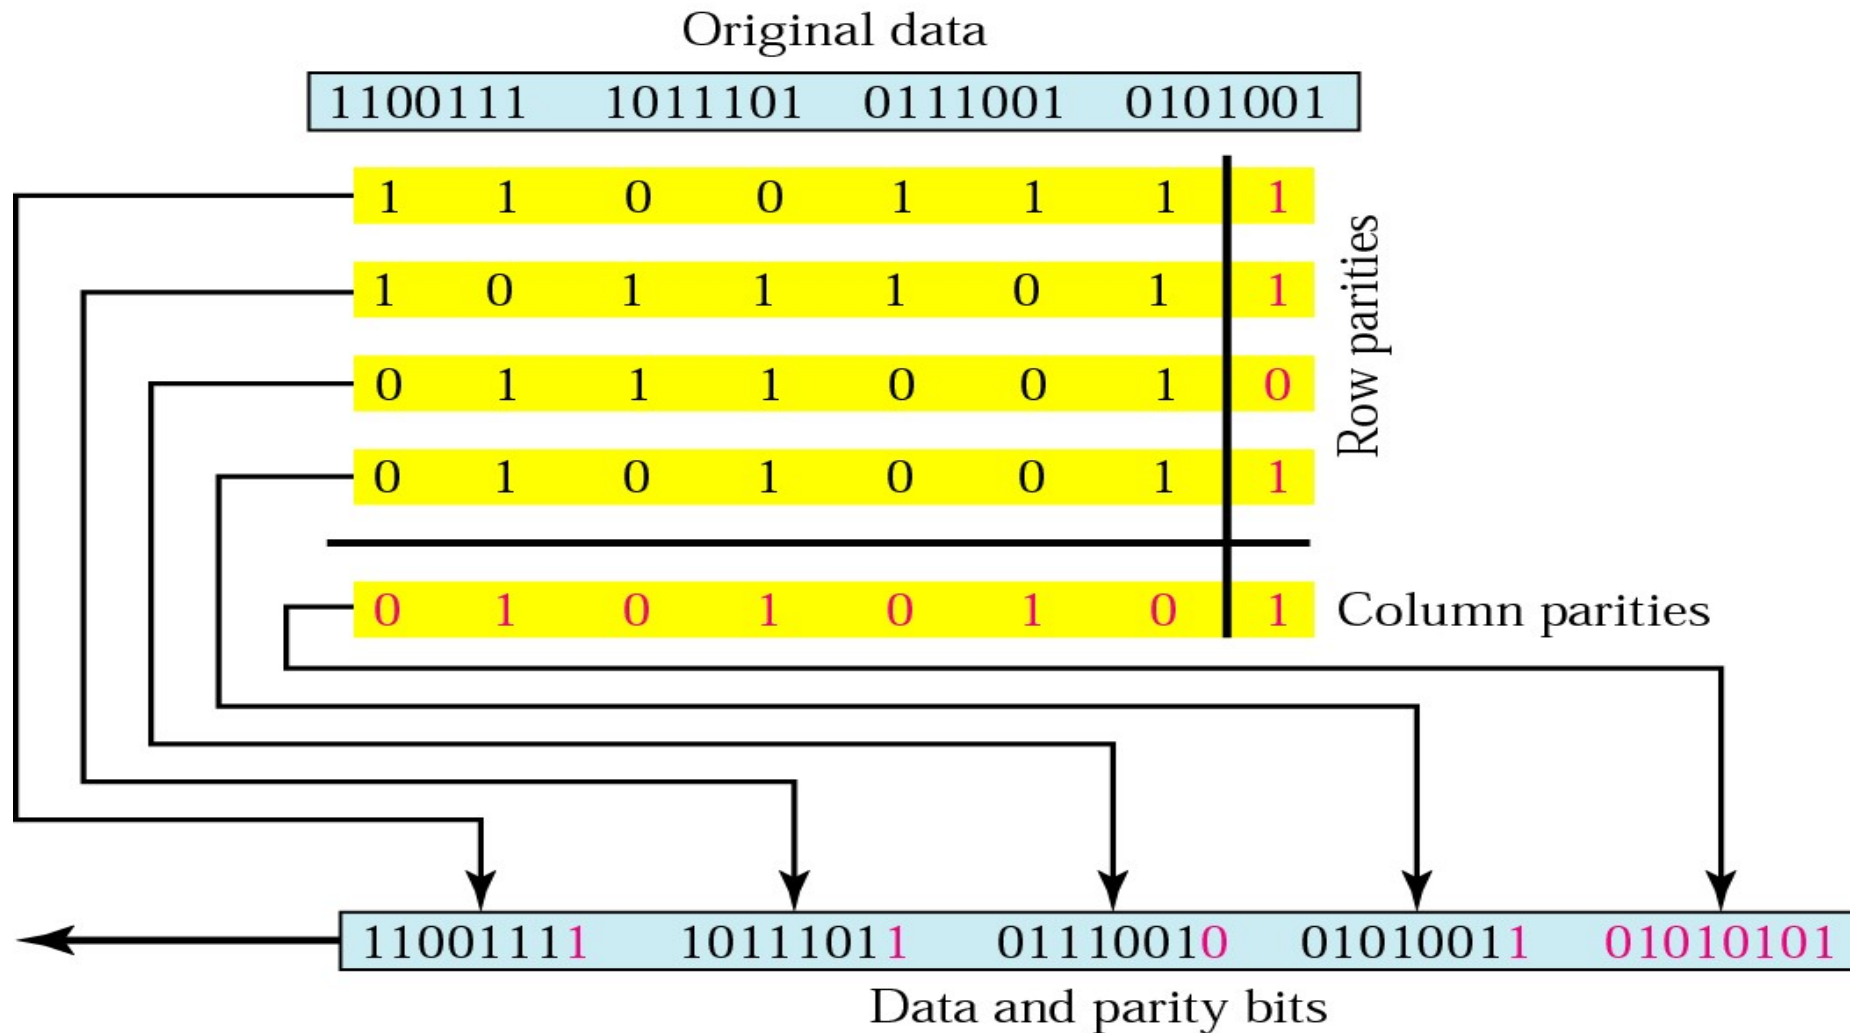 Original data
1100111 1011101 0111001 0101001
1 1 0 0 1 1 1 1
1 0 1 1 1 0 1 1
0 1 1 1 0 0 1 0
0 1 0 1 0 0 1 1
Row parities
0 1 0 1 0 1 0 1 Column parities
11001111 10111011 01110010 01010011 01010101
Data and parity bits